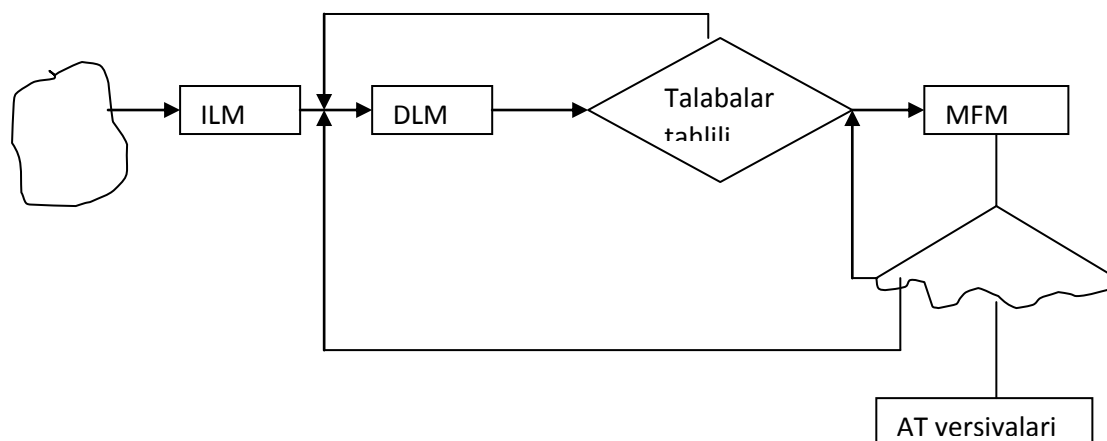 ILM
DLM
Talabalar
tahlili
MFM
AT versiyalari